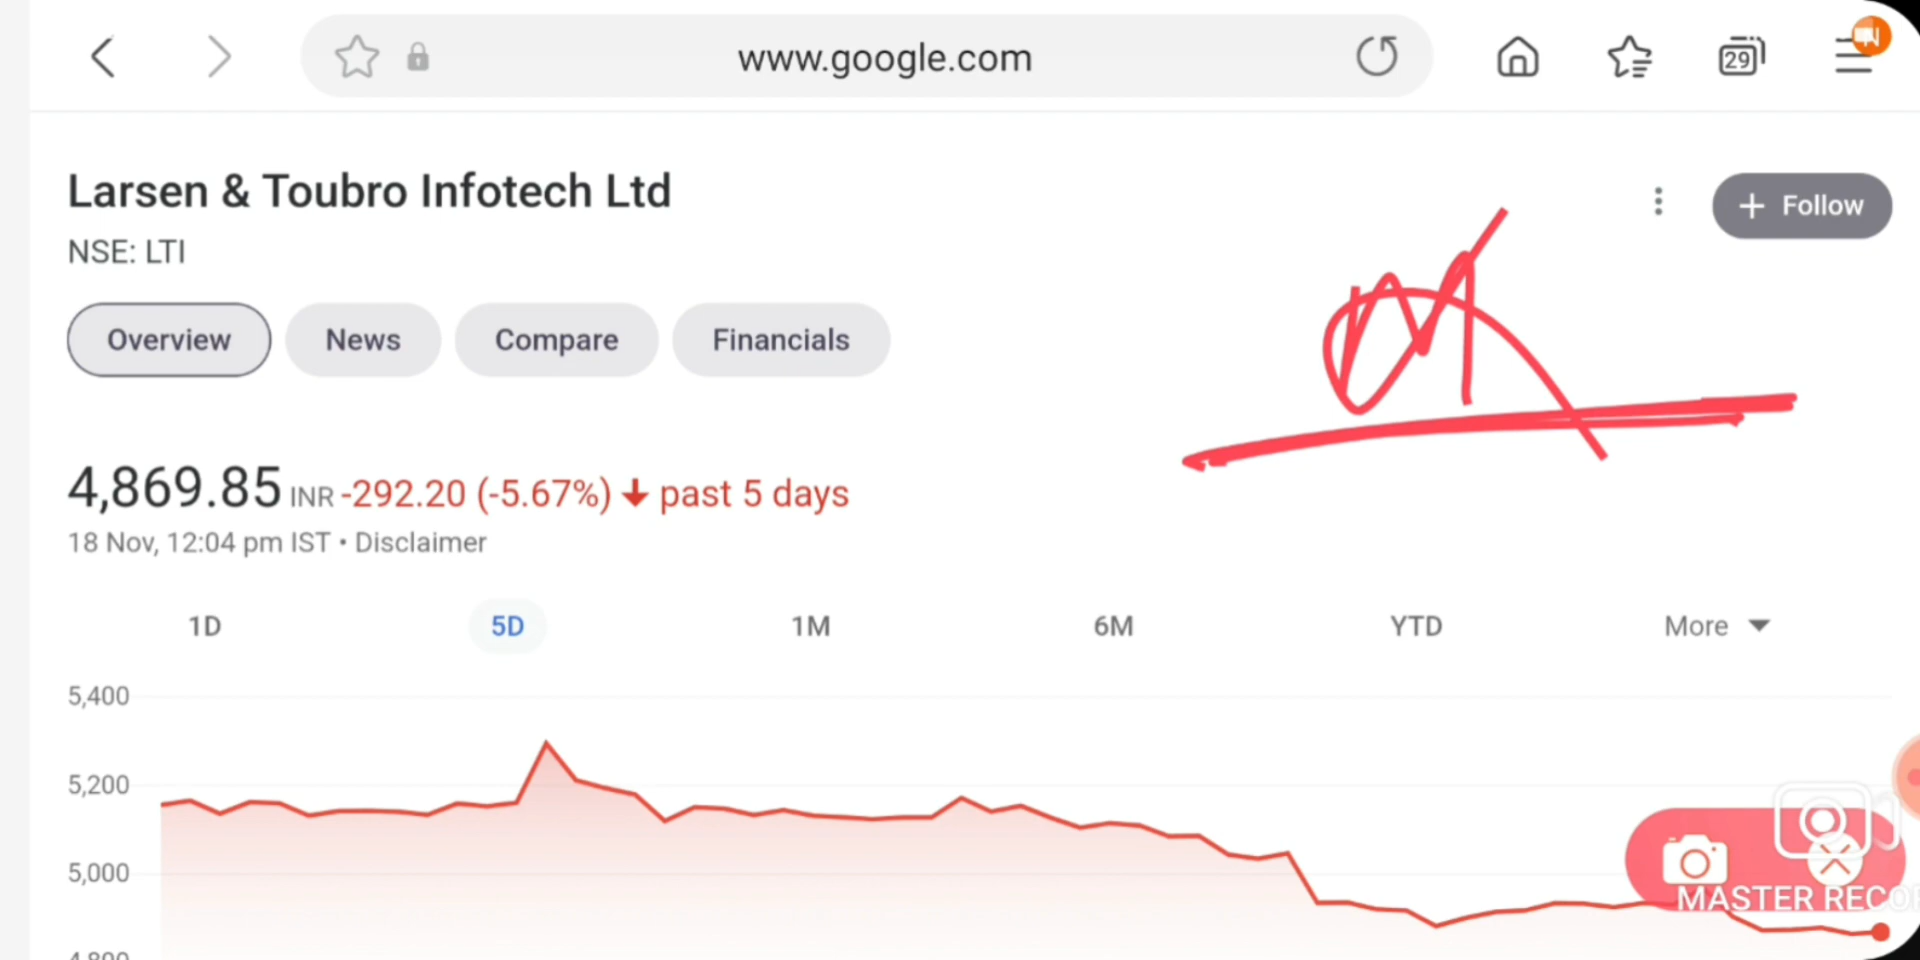 www.google.com
29
Larsen & Toubro Infotech Ltd
+ Follow
NSE: LTI
Overview News Compare Financials
4,869.85 INR -292.20 (-5.67%) ↓ past 5 days
18 Nov, 12:04 pm IST • Disclaimer
1D 5D 1M 6M YTD More
5,400
5,200
5,000
MASTER RECO